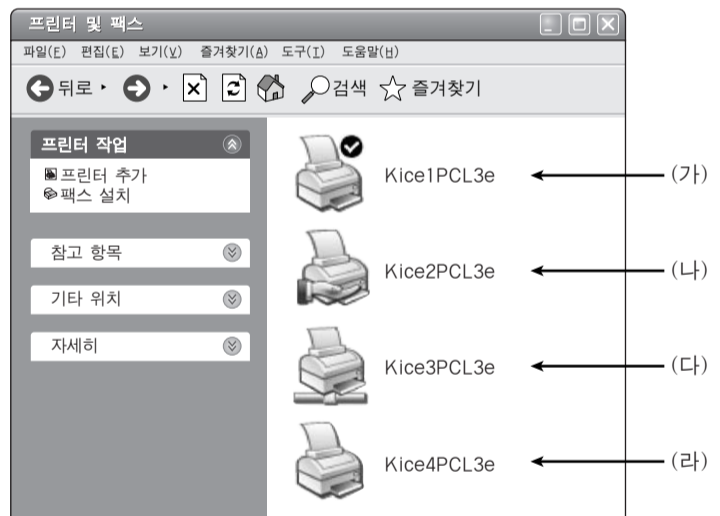 프린터 및 팩스
파일(F) 편집(E) 보기(V) 즐겨찾기(A) 도구(T) 도움말(H)
뒤로 검색 즐겨찾기
프린터 작업
프린터 추가
팩스 설치
참고 항목
기타 위치
자세히
Kice1PCL3e (가)
Kice2PCL3e (나)
Kice3PCL3e (다)
Kice4PCL3e (라)